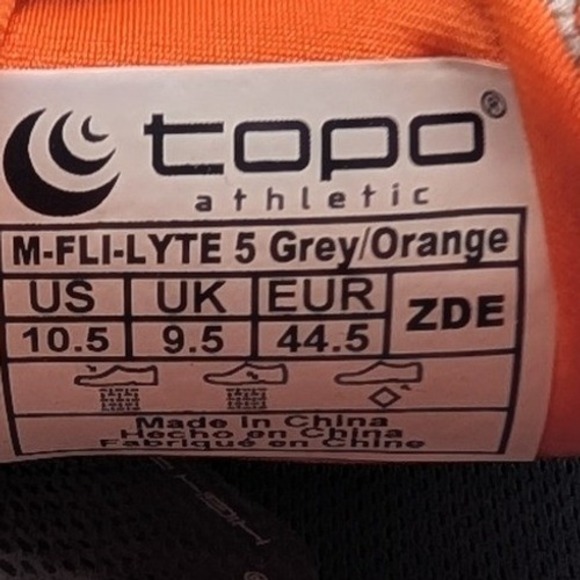 topo®
athletic
M-FLI-LYTE 5 Grey/Orange
US UK EUR ZDE
10.5 9.5 44.5
Made in China
Hecho en China
Fabriqué en Chine